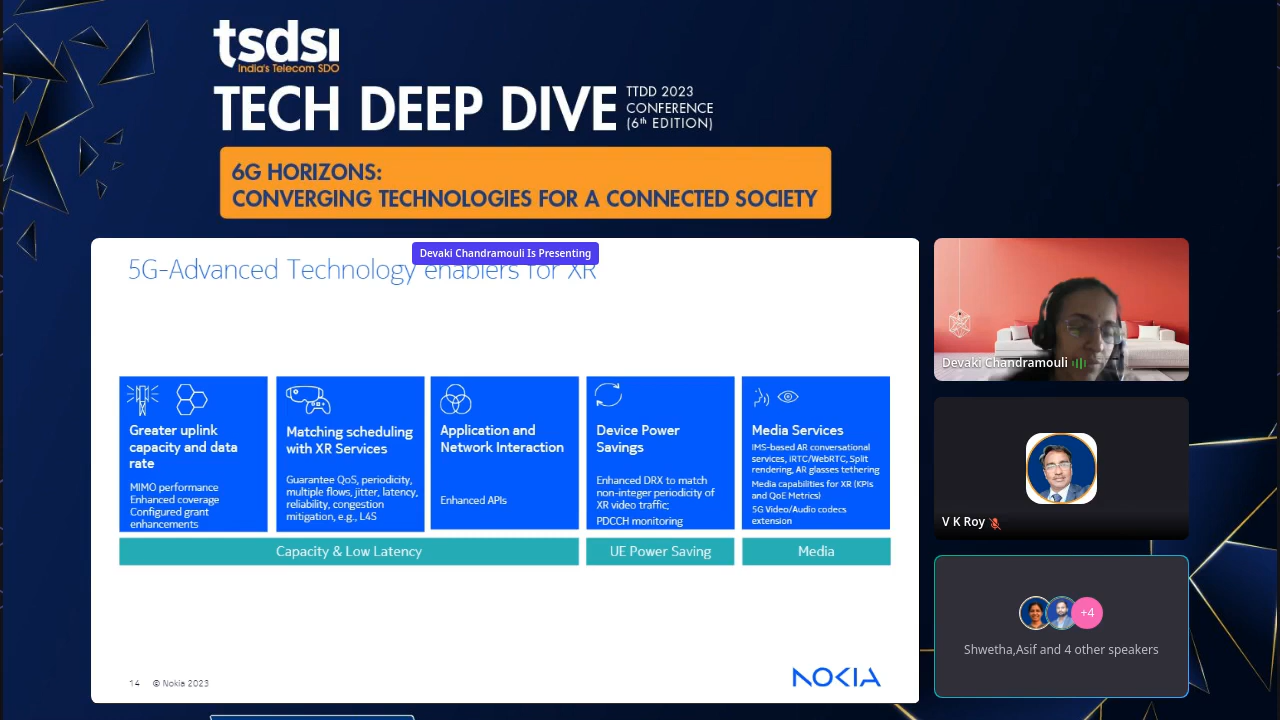 tsdsi
India's Telecom SDO
TECH DEEP DIVE
TTDD 2023
CONFERENCE
(6th EDITION)
6G HORIZONS:
CONVERGING TECHNOLOGIES FOR A CONNECTED SOCIETY
Devaki Chandramouli Is Presenting
5G-Advanced Technology enablers for XR
Greater uplink
capacity and data
rate
MIMO performance
Enhanced coverage
Configured grant
enhancements
Matching scheduling
with XR Services
Guarantee QoS, periodicity,
multiple flows, jitter, latency,
reliability, congestion
mitigation, e.g., L4S
Application and
Network Interaction
Enhanced APIs
Device Power
Savings
Enhanced DRX to match
non-integer periodicity of
XR video traffic;
PDCCH monitoring
Media Services
IMS-based AR conversational
services, iRTC/WebRTC, Split
rendering, AR glasses tethering
Media capabilities for XR (KPIs
and QoE Metrics)
5G Video/Audio codecs
extension
Capacity & Low Latency
UE Power Saving
Media
14 © Nokia 2023
NOKIA
Devaki Chandramouli
V K Roy
+4
Shwetha,Asif and 4 other speakers